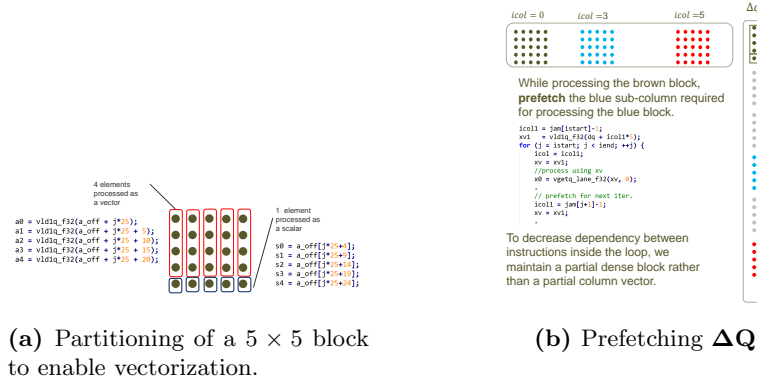 4 elements
processed as
a vector
a0 = vld1q_f32(a_off + j*25);
a1 = vld1q_f32(a_off + j*25 + 5);
a2 = vld1q_f32(a_off + j*25 + 10);
a3 = vld1q_f32(a_off + j*25 + 15);
a4 = vld1q_f32(a_off + j*25 + 20);
1 element
processed as
a scalar
s0 = a_off[j*25+4];
s1 = a_off[j*25+9];
s2 = a_off[j*25+14];
s3 = a_off[j*25+19];
s4 = a_off[j*25+24];
(a) Partitioning of a 5 × 5 block
to enable vectorization.
icol = 0 icol =3 icol =5
While processing the brown block,
prefetch the blue sub-column required
for processing the blue block.
icol1 = jam[istart]-1;
xv1 = vld1q_f32(dq + icol1*5);
for (j = istart; j < iend; ++j) {
icol = icol1;
xv = xv1;
//process using xv
x0 = vgetq_lane_f32(xv, 0);
.
// prefetch for next iter.
icol1 = jam[j+1]-1;
xv = xv1;
.
To decrease dependency between
instructions inside the loop, we
maintain a partial dense block rather
than a partial column vector.
(b) Prefetching ΔQ